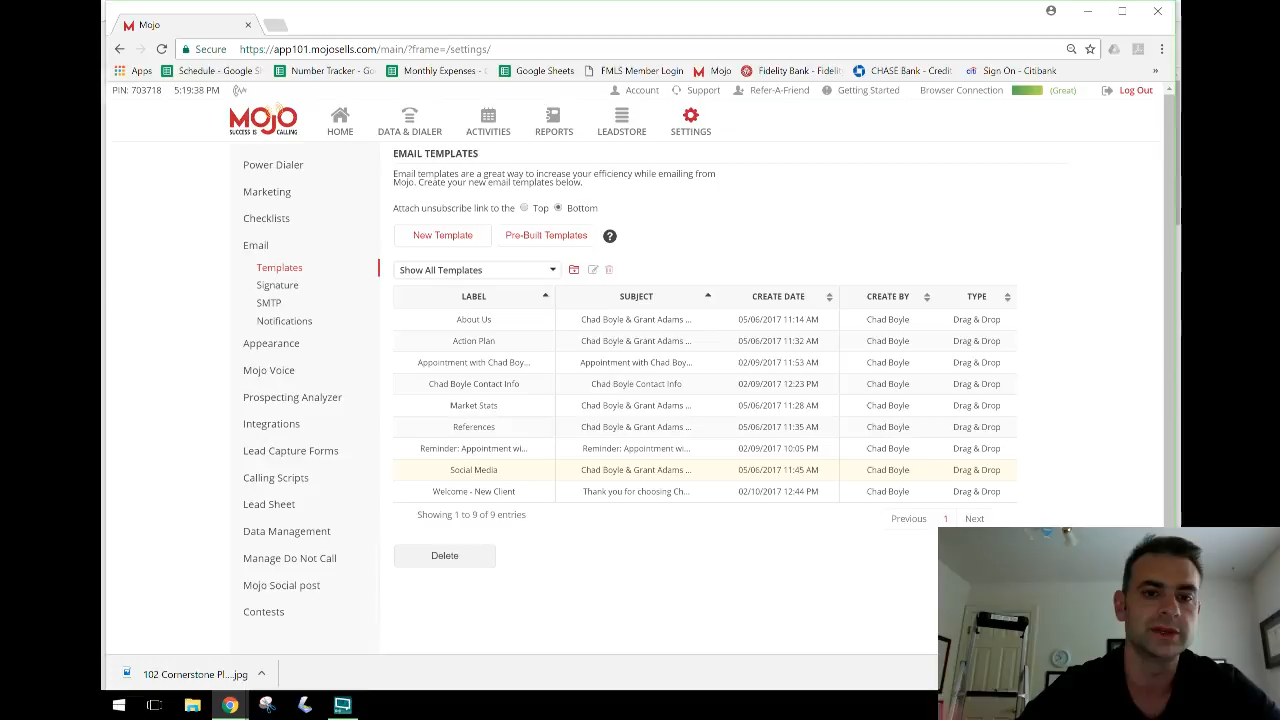 Mojo
Secure https://app101.mojosells.com/main/?frame=/settings/
Apps Schedule - Google S Number Tracker - Go Monthly Expenses - Google Sheets FMLS Member Login Mojo Fidelity Bank - Fidelit CHASE Bank - Credit Sign On - Citibank »
PIN: 703718 5:19:38 PM Account Support Refer-A-Friend Getting Started Browser Connection (Great) Log Out
MOJO
SUCCESS IS CALLING
HOME DATA & DIALER ACTIVITIES REPORTS LEADSTORE SETTINGS
Power Dialer
Marketing
Checklists
Email
Templates
Signature
SMTP
Notifications
Appearance
Mojo Voice
Prospecting Analyzer
Integrations
Lead Capture Forms
Calling Scripts
Lead Sheet
Data Management
Manage Do Not Call
Mojo Social post
Contests
EMAIL TEMPLATES
Email templates are a great way to increase your efficiency while emailing from
Mojo. Create your new email templates below.
Attach unsubscribe link to the Top Bottom
New Template Pre-Built Templates ?
Show All Templates
LABEL SUBJECT CREATE DATE CREATE BY TYPE
About Us Chad Boyle & Grant Adams ... 05/06/2017 11:14 AM Chad Boyle Drag & Drop
Action Plan Chad Boyle & Grant Adams ... 05/06/2017 11:32 AM Chad Boyle Drag & Drop
Appointment with Chad Boy... Appointment with Chad Boy... 02/09/2017 11:53 AM Chad Boyle Drag & Drop
Chad Boyle Contact Info Chad Boyle Contact Info 02/09/2017 12:23 PM Chad Boyle Drag & Drop
Market Stats Chad Boyle & Grant Adams ... 05/06/2017 11:28 AM Chad Boyle Drag & Drop
References Chad Boyle & Grant Adams ... 05/06/2017 11:35 AM Chad Boyle Drag & Drop
Reminder: Appointment wi... Reminder: Appointment wi... 02/09/2017 10:05 PM Chad Boyle Drag & Drop
Social Media Chad Boyle & Grant Adams ... 05/06/2017 11:45 AM Chad Boyle Drag & Drop
Welcome - New Client Thank you for choosing Ch... 02/10/2017 12:44 PM Chad Boyle Drag & Drop
Showing 1 to 9 of 9 entries
Previous 1 Next
Delete
102 Cornerstone Pl....jpg